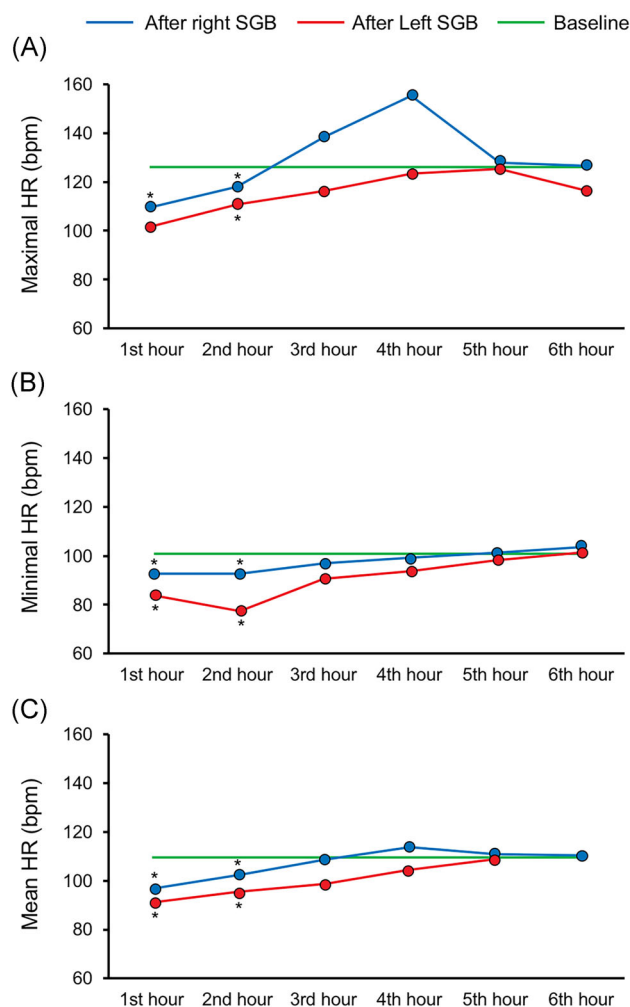 After right SGB After Left SGB Baseline
(A)
Maximal HR (bpm)
160
140
120
100
80
60
*
*
*
1st hour 2nd hour 3rd hour 4th hour 5th hour 6th hour
(B)
Minimal HR (bpm)
160
140
120
100
80
60
* *
* *
1st hour 2nd hour 3rd hour 4th hour 5th hour 6th hour
(C)
Mean HR (bpm)
160
140
120
100
80
60
* *
* *
1st hour 2nd hour 3rd hour 4th hour 5th hour 6th hour